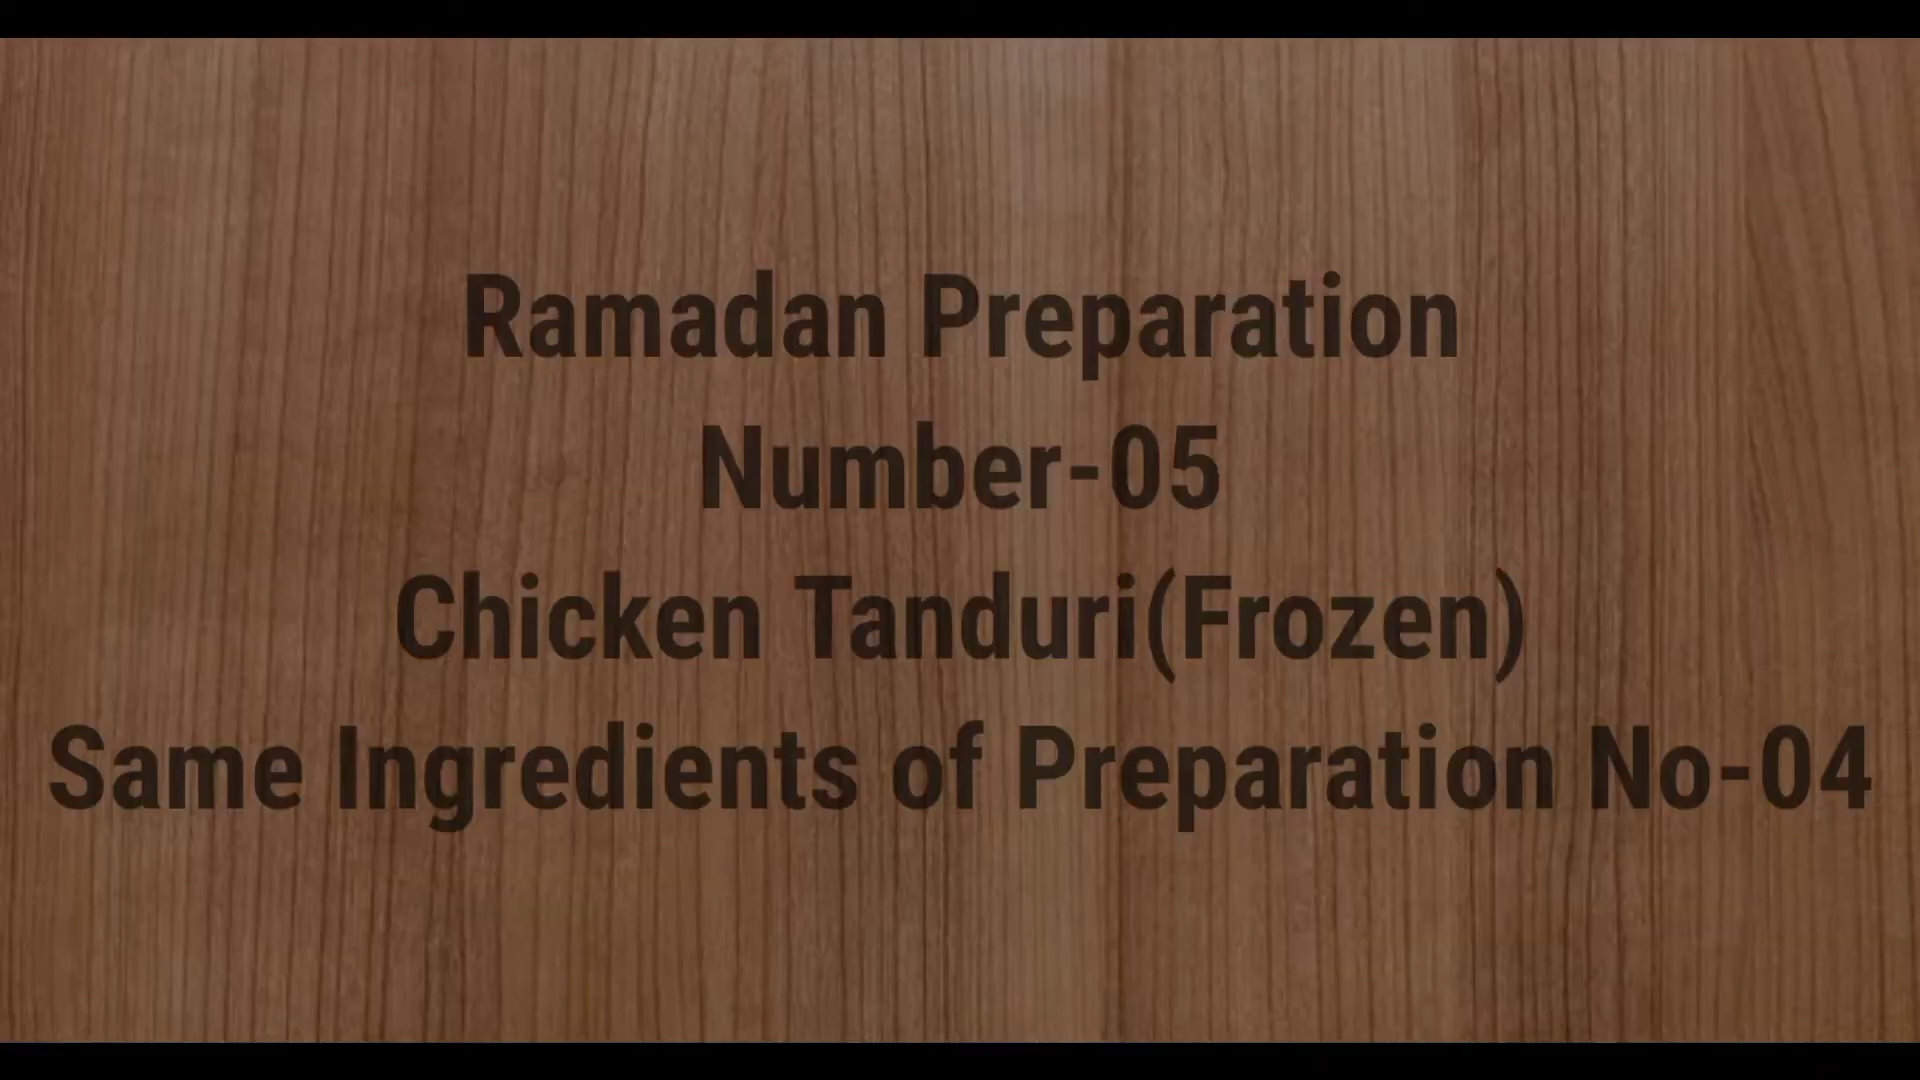 Ramadan Preparation
Number-05
Chicken Tanduri(Frozen)
Same Ingredients of Preparation No-04